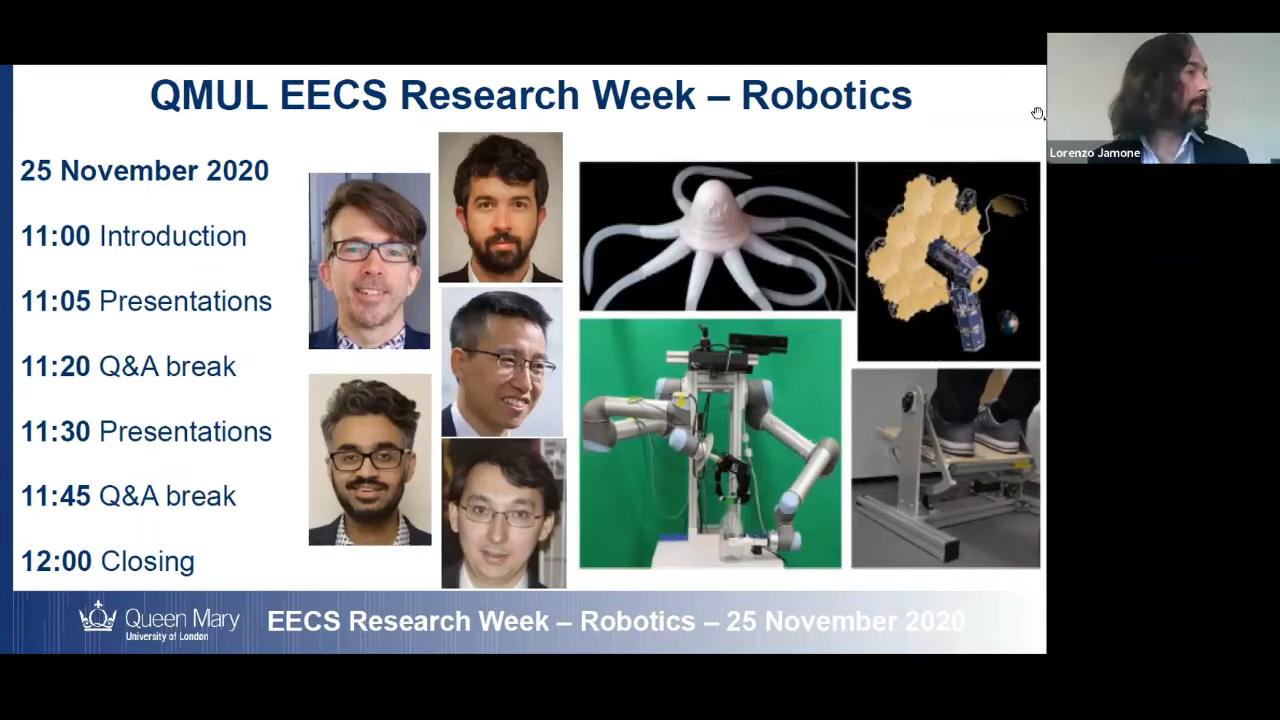 QMUL EECS Research Week – Robotics
25 November 2020
11:00 Introduction
11:05 Presentations
11:20 Q&A break
11:30 Presentations
11:45 Q&A break
12:00 Closing
Lorenzo Jamone
Queen Mary
University of London
EECS Research Week – Robotics – 25 November 2020